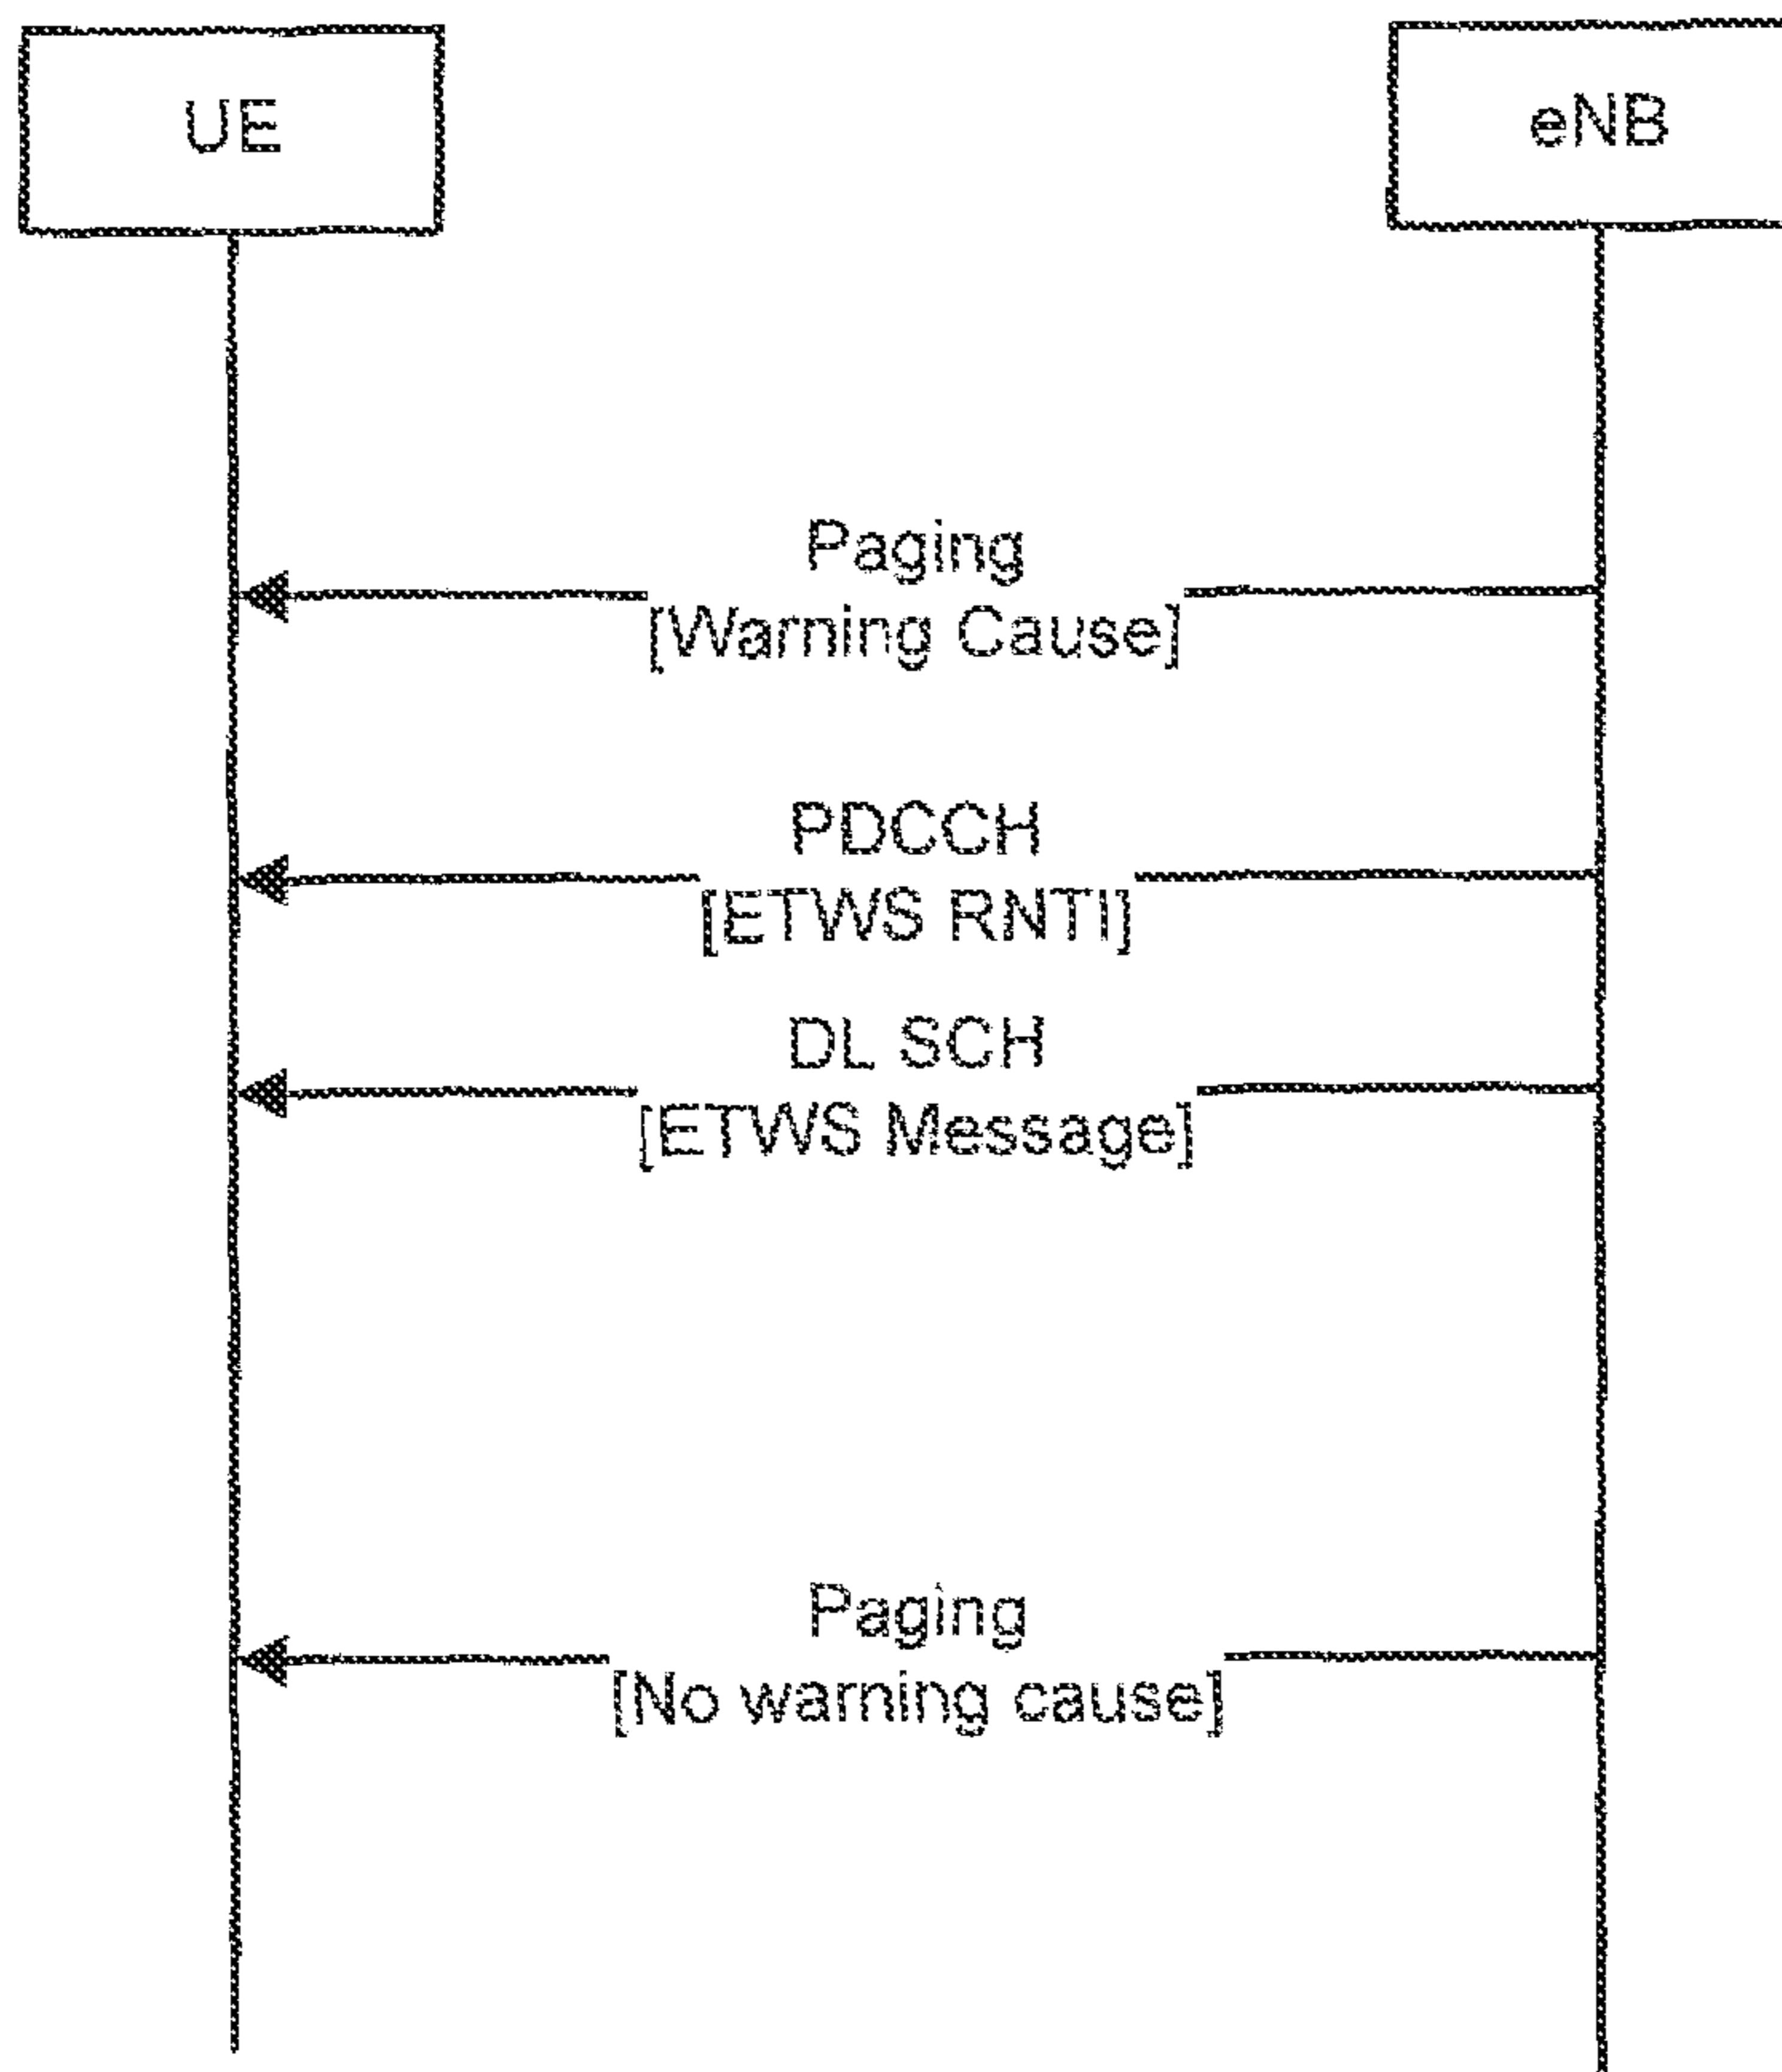 UE
eNB
Paging
[Warning Cause]
PDCCH
[ETWS RNTI]
DL SCH
[ETWS Message]
Paging
[No warning cause]